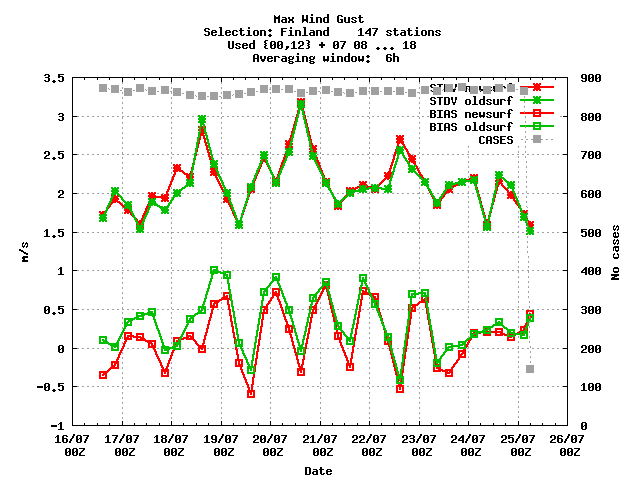 Max Wind Gust
Selection: Finland 147 stations
Used {00,12} + 07 08 ... 18
Averaging window: 6h
3.5
3
2.5
2
1.5
1
0.5
0
-0.5
-1
m/s
900
800
700
600
500
400
300
200
100
0
No cases
STDV newsurf
STDV oldsurf
BIAS newsurf
BIAS oldsurf
CASES
16/07 17/07 18/07 19/07 20/07 21/07 22/07 23/07 24/07 25/07 26/07
00Z 00Z 00Z 00Z 00Z 00Z 00Z 00Z 00Z 00Z 00Z
Date